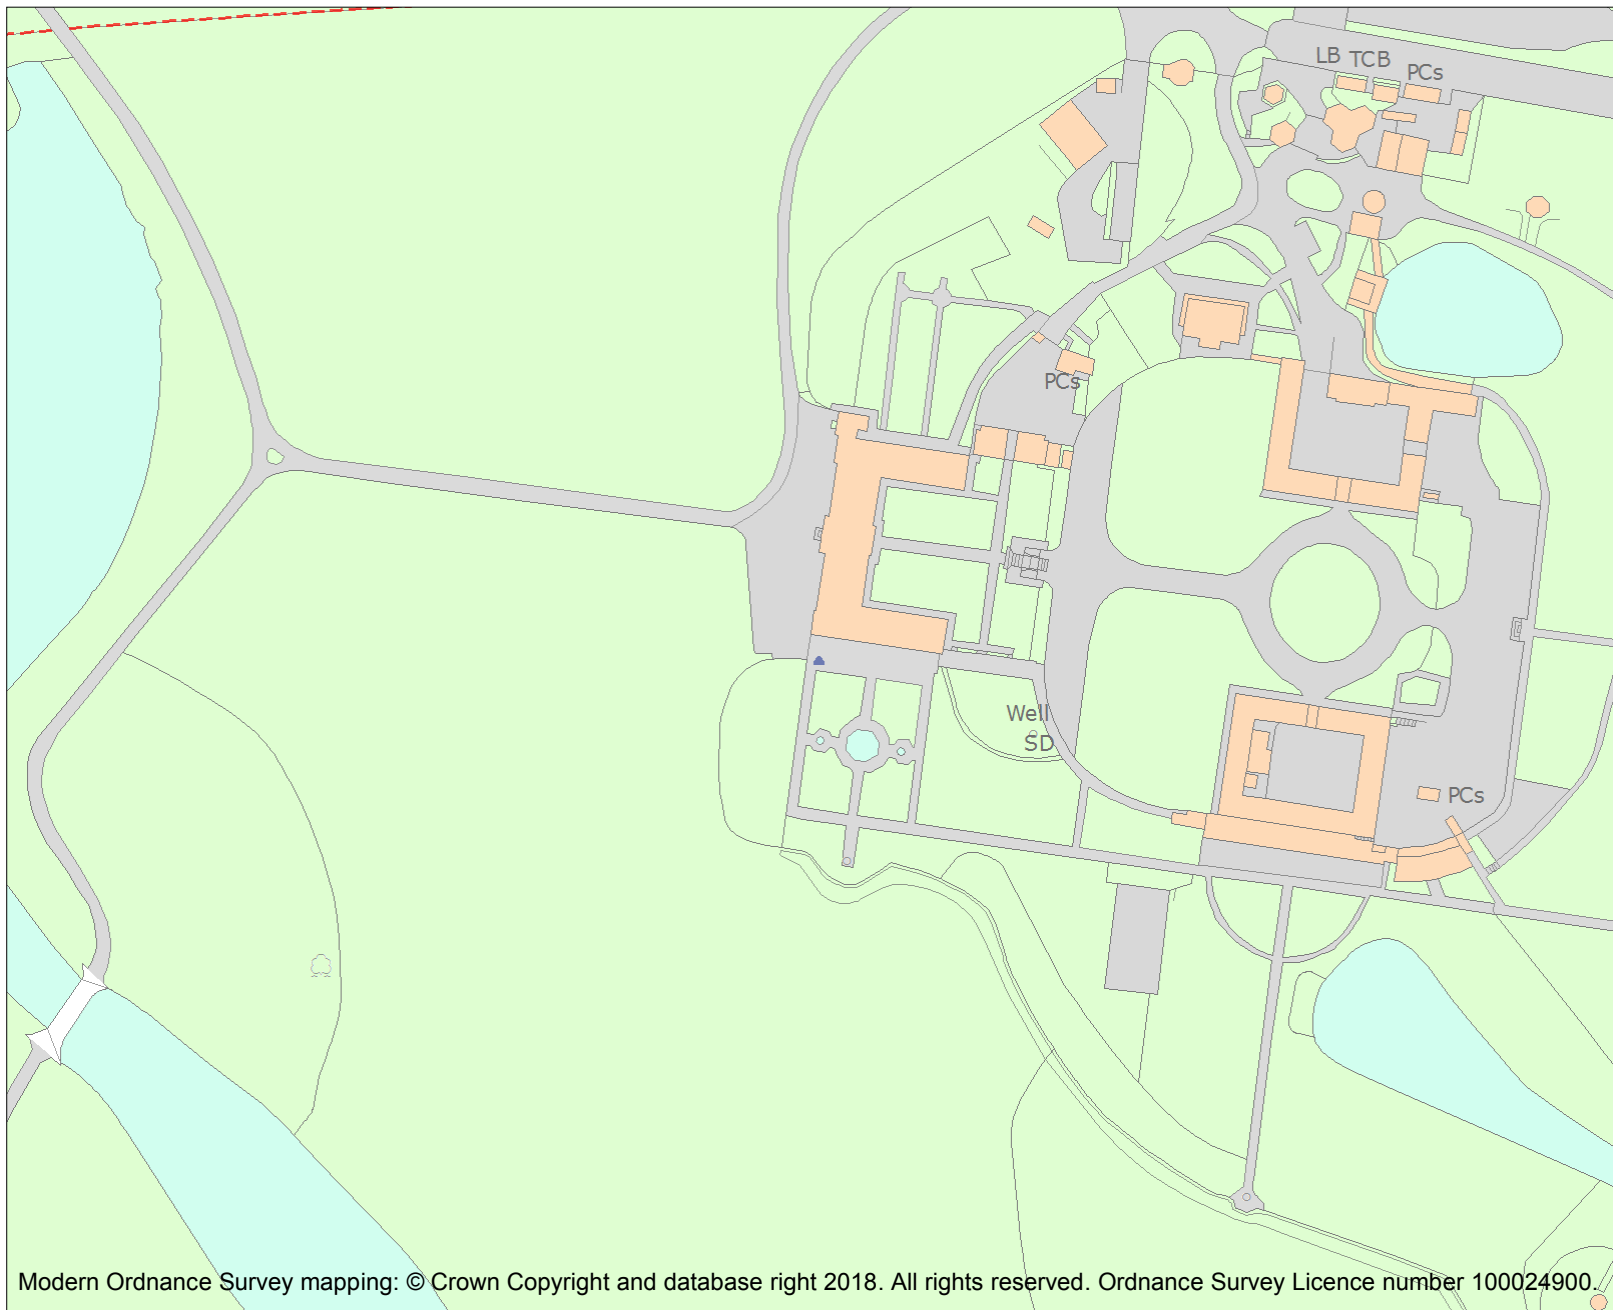 LB TCB
PCs
PCs
Well
SD
PCs
Modern Ordnance Survey mapping: © Crown Copyright and database right 2018. All rights reserved. Ordnance Survey Licence number 100024900.